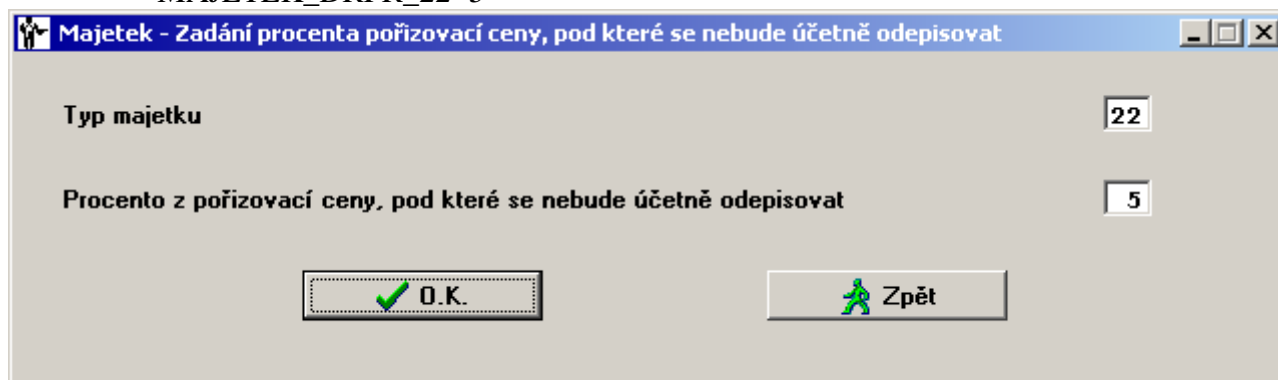 Majetek - Zadání procenta pořizovací ceny, pod které se nebude účetně odepisovat
Typ majetku 22
Procento z pořizovací ceny, pod které se nebude účetně odepisovat 5
O.K. Zpět